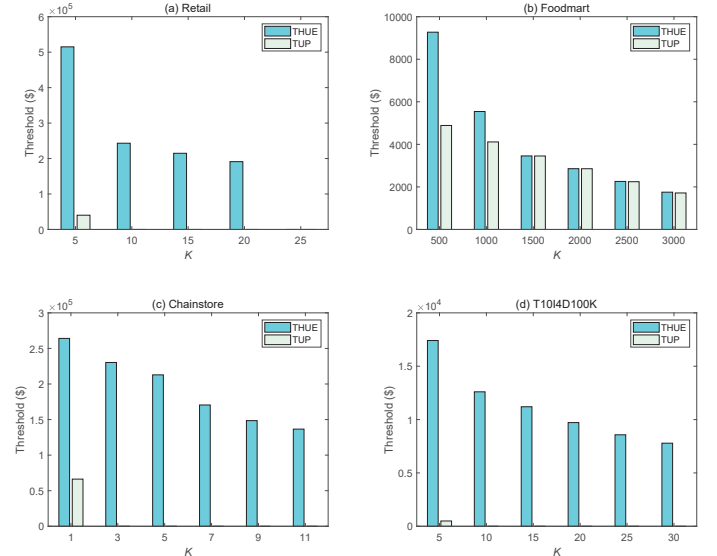 (a) Retail
×10^5
6
5
4
3
2
1
0
Threshold ($)
THUE
TUP
5 10 15 20 25
K
(b) Foodmart
10000
8000
6000
4000
2000
0
Threshold ($)
THUE
TUP
500 1000 1500 2000 2500 3000
K
(c) Chainstore
×10^5
3
2.5
2
1.5
1
0.5
0
Threshold ($)
THUE
TUP
1 3 5 7 9 11
K
(d) T10I4D100K
×10^4
2
1.5
1
0.5
0
Threshold ($)
THUE
TUP
5 10 15 20 25 30
K